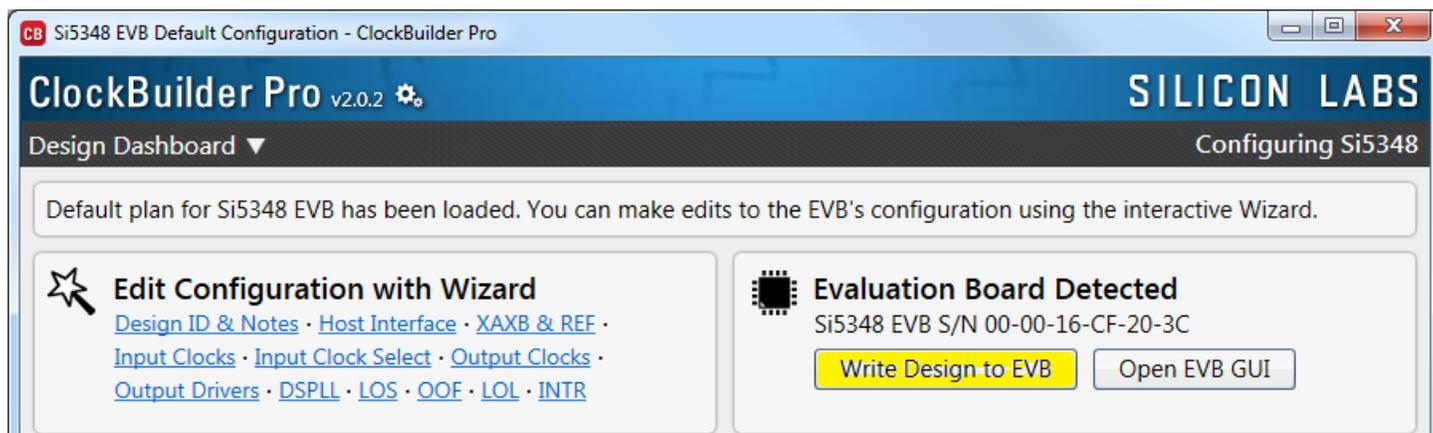 CB Si5348 EVB Default Configuration - ClockBuilder Pro
ClockBuilder Pro v2.0.2
SILICON LABS
Design Dashboard ▼
Configuring Si5348
Default plan for Si5348 EVB has been loaded. You can make edits to the EVB's configuration using the interactive Wizard.
Edit Configuration with Wizard
Design ID & Notes · Host Interface · XAXB & REF ·
Input Clocks · Input Clock Select · Output Clocks ·
Output Drivers · DSPLL · LOS · OOF · LOL · INTR
Evaluation Board Detected
Si5348 EVB S/N 00-00-16-CF-20-3C
Write Design to EVB
Open EVB GUI